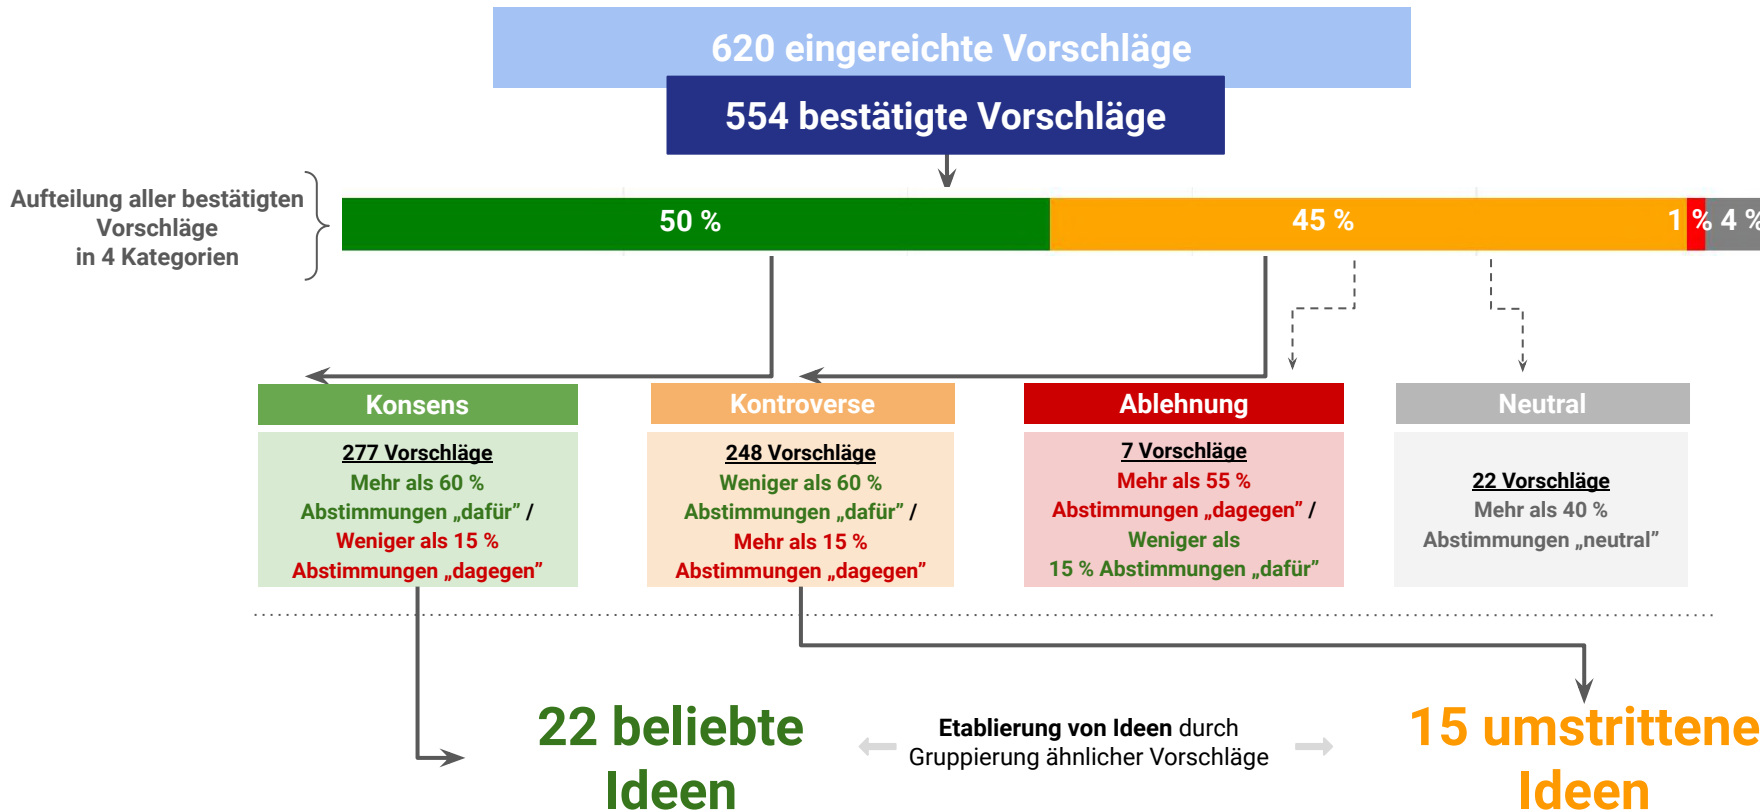 620 eingereichte Vorschläge
554 bestätigte Vorschläge
Aufteilung aller bestätigten
Vorschläge
in 4 Kategorien
50 %
45 %
1 %
4 %
Konsens
277 Vorschläge
Mehr als 60 %
Abstimmungen „dafür” /
Weniger als 15 %
Abstimmungen „dagegen”
Kontroverse
248 Vorschläge
Weniger als 60 %
Abstimmungen „dafür” /
Mehr als 15 %
Abstimmungen „dagegen”
Ablehnung
7 Vorschläge
Mehr als 55 %
Abstimmungen „dagegen” /
Weniger als
15 % Abstimmungen „dafür”
Neutral
22 Vorschläge
Mehr als 40 %
Abstimmungen „neutral”
22 beliebte
Ideen
Etablierung von Ideen durch
Gruppierung ähnlicher Vorschläge
15 umstrittene
Ideen